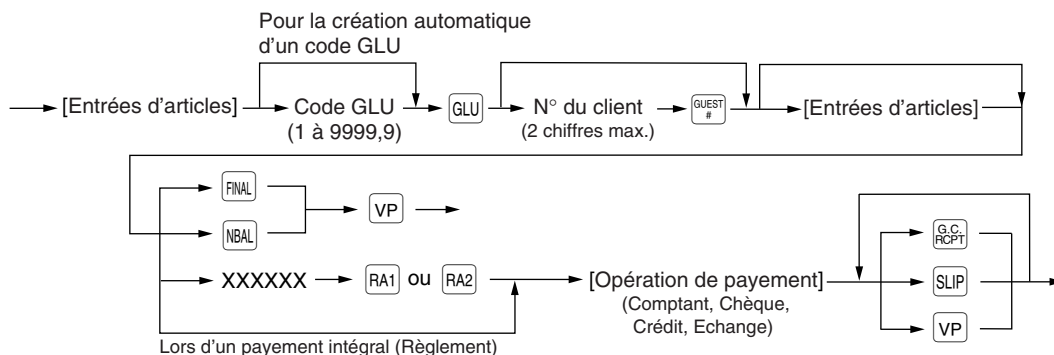 Pour la création automatique
d'un code GLU
[Entrées d'articles]
Code GLU
(1 à 9999,9)
GLU
N° du client
(2 chiffres max.)
GUEST
#
[Entrées d'articles]
FINAL
NBAL
VP
XXXXXX
RA1 ou RA2
[Opération de payement]
(Comptant, Chèque,
Crédit, Echange)
G.C.
RCPT
SLIP
VP
Lors d'un payement intégral (Règlement)